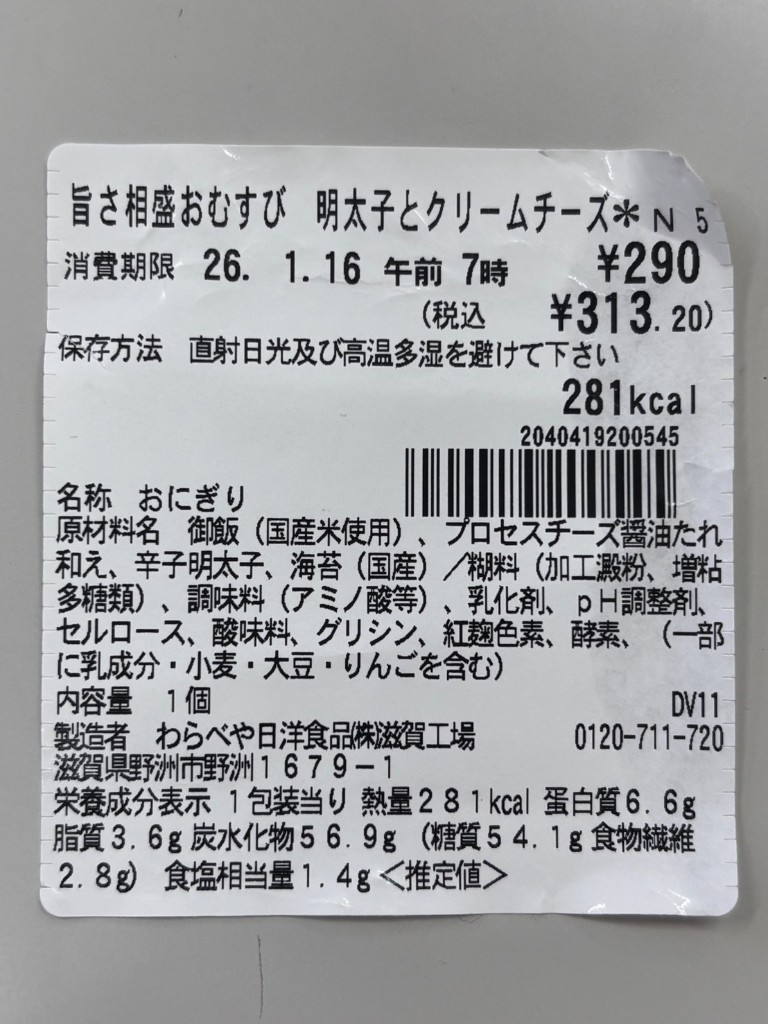 旨さ相盛おむすび 明太子とクリームチーズ＊ N 5
消費期限 26. 1.16 午前 7時 ¥290
(税込 ¥313.20)
保存方法 直射日光及び高温多湿を避けて下さい
281kcal
2040419200545
名称 おにぎり
原材料名 御飯（国産米使用）、プロセスチーズ醤油たれ
和え、辛子明太子、海苔（国産）／糊料（加工澱粉、増粘
多糖類）、調味料（アミノ酸等）、乳化剤、ｐＨ調整剤、
セルロース、酸味料、グリシン、紅麹色素、酵素、（一部
に乳成分・小麦・大豆・りんごを含む）
内容量 １個 DV11
製造者 わらべや日洋食品㈱滋賀工場 0120-711-720
滋賀県野洲市野洲１６７９－１
栄養成分表示 １包装当り 熱量２８１kcal 蛋白質６.６g
脂質３.６g 炭水化物５６.９g （糖質５４.１g 食物繊維
２.８g） 食塩相当量１.４g ＜推定値＞